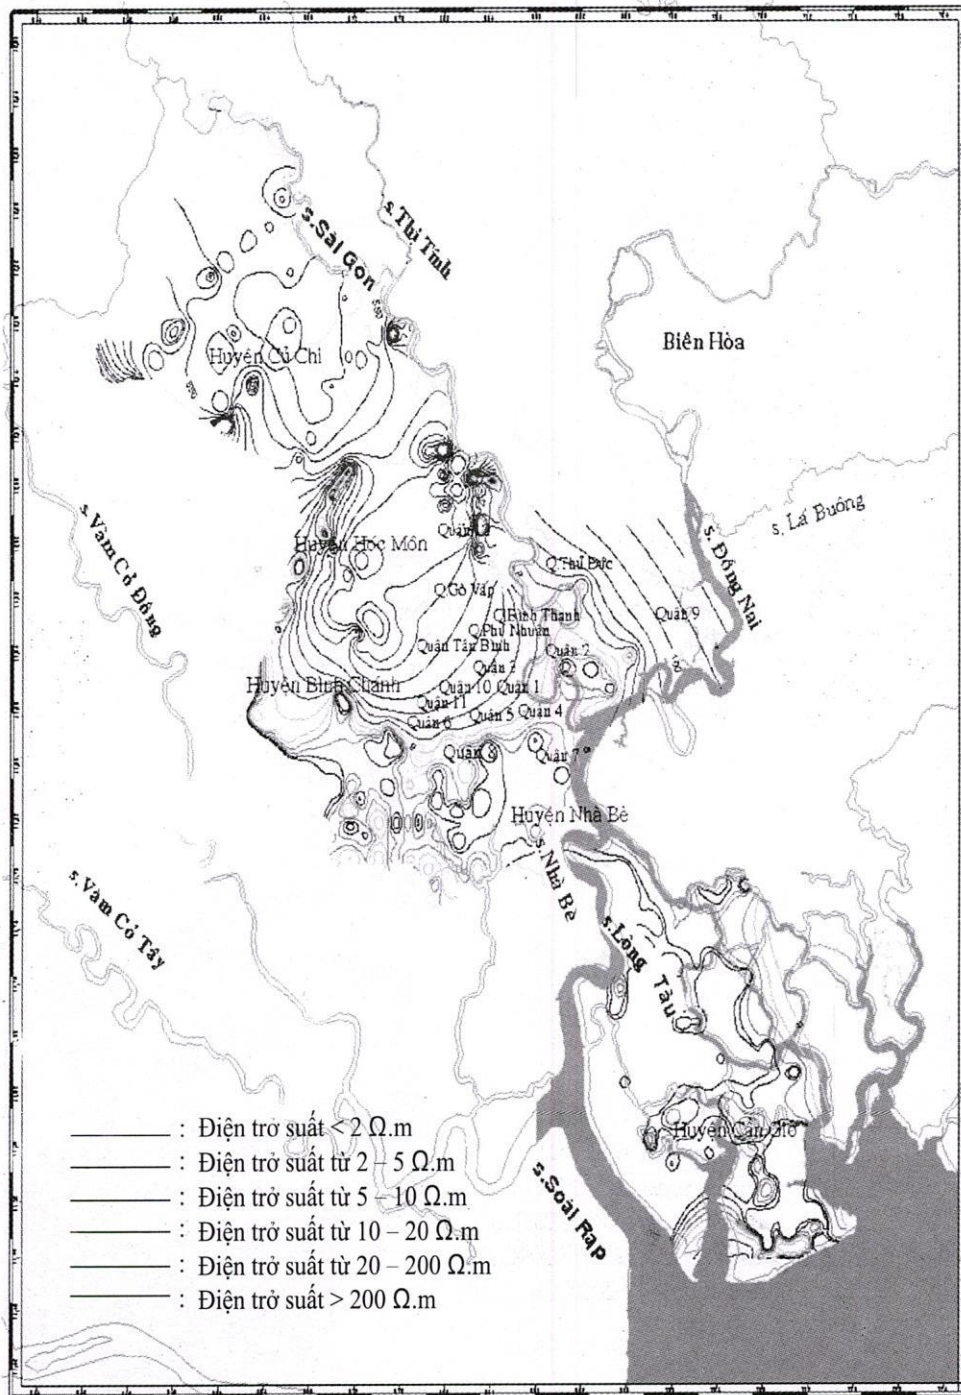 s.Sài Gòn
s.Thị Tính
Biên Hòa
Huyện Củ Chi
s. Vàm Cỏ Đông
s. Lá Buông
s. Đồng Nai
Huyện Hóc Môn
Q.Thủ Đức
Q.Gò Vấp
Quận 9
Q.Bình Thạnh
Q.Phú Nhuận
Quận Tân Bình
Quận 2
Quận 3
Huyện Bình Chánh
Quận 10
Quận 1
Quận 11
Quận 5
Quận 4
Quận 6
Quận 8
Quận 7
Huyện Nhà Bè
s.Nhà Bè
s.Vàm Cỏ Tây
s.Lòng Tàu
Huyện Cần Giờ
s.Soài Rạp
: Điện trở suất < 2 Ω.m
: Điện trở suất từ 2 – 5 Ω.m
: Điện trở suất từ 5 – 10 Ω.m
: Điện trở suất từ 10 – 20 Ω.m
: Điện trở suất từ 20 – 200 Ω.m
: Điện trở suất > 200 Ω.m